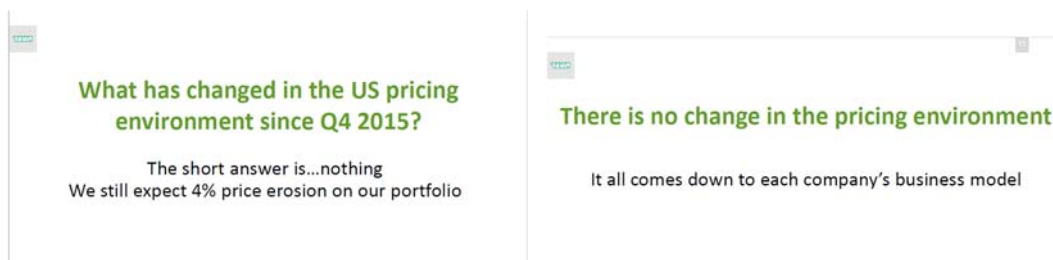 What has changed in the US pricing
environment since Q4 2015?
The short answer is...nothing
We still expect 4% price erosion on our portfolio
There is no change in the pricing environment
It all comes down to each company's business model